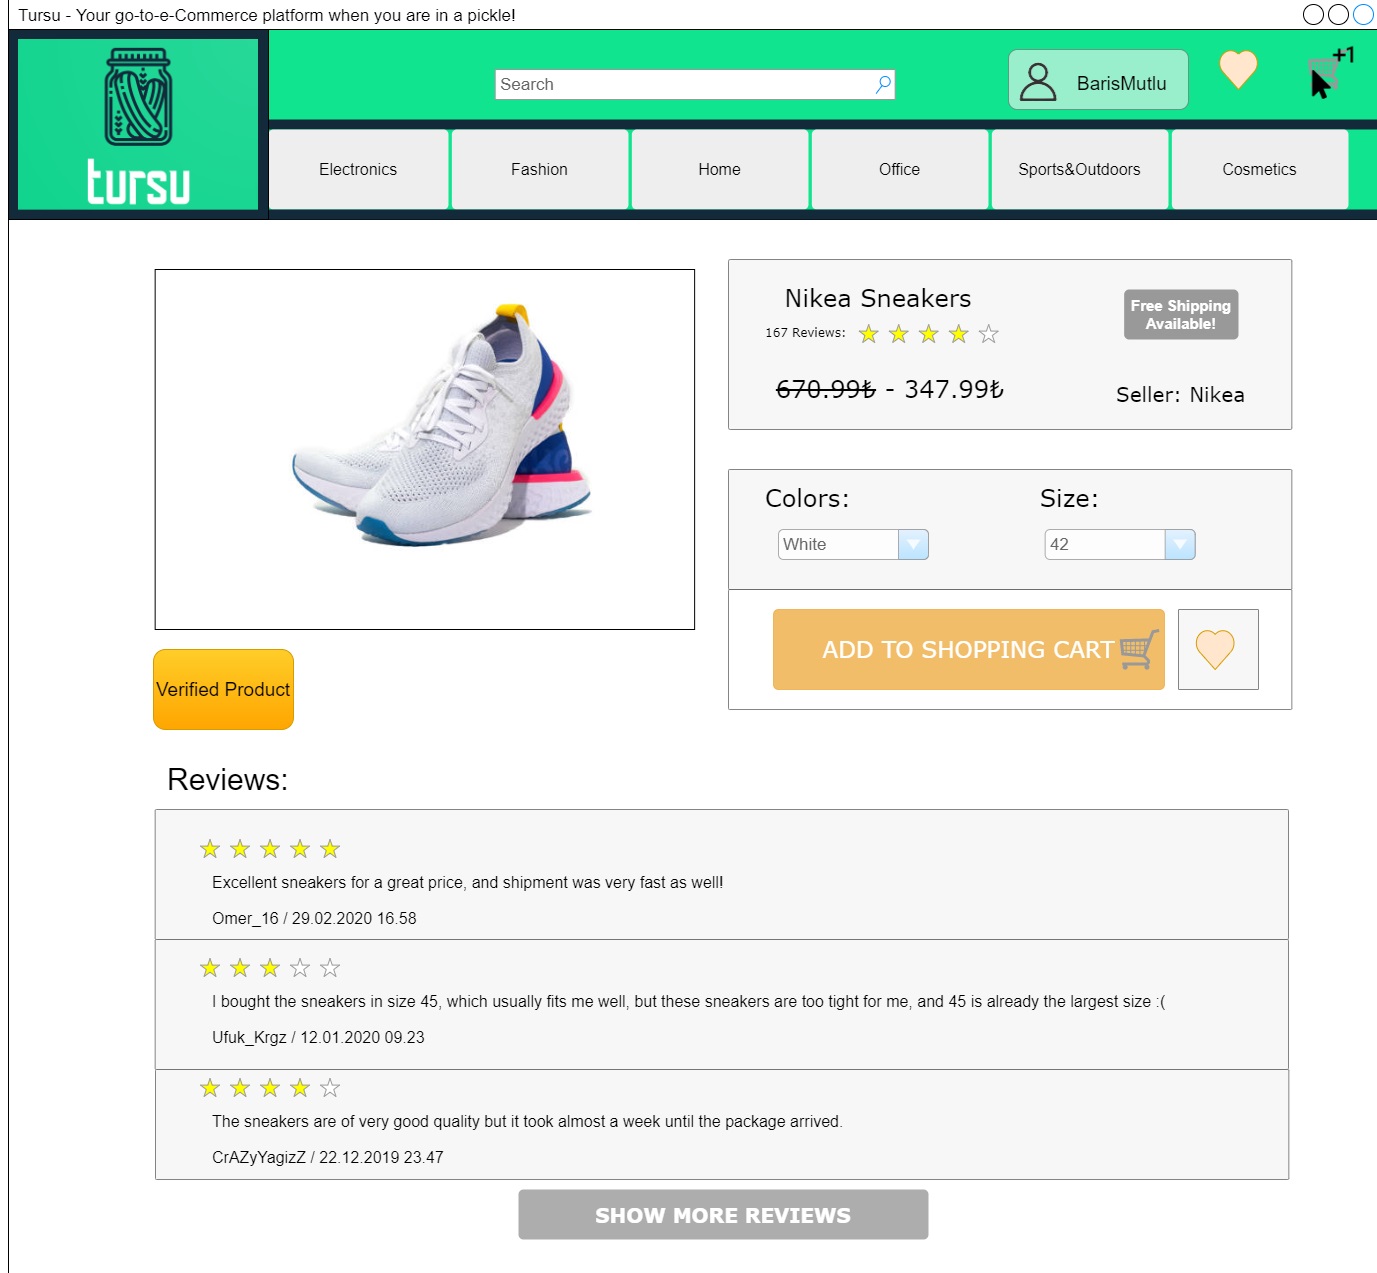 Tursu - Your go-to-e-Commerce platform when you are in a pickle!
tursu
Search
BarisMutlu
+1
Electronics
Fashion
Home
Office
Sports&Outdoors
Cosmetics
Nikea Sneakers
Free Shipping
Available!
167 Reviews:
670.99₺ - 347.99₺
Seller: Nikea
Colors:
Size:
White
42
ADD TO SHOPPING CART
Verified Product
Reviews:
Excellent sneakers for a great price, and shipment was very fast as well!
Omer_16 / 29.02.2020 16.58
I bought the sneakers in size 45, which usually fits me well, but these sneakers are too tight for me, and 45 is already the largest size :(
Ufuk_Krgz / 12.01.2020 09.23
The sneakers are of very good quality but it took almost a week until the package arrived.
CrAZyYagizZ / 22.12.2019 23.47
SHOW MORE REVIEWS